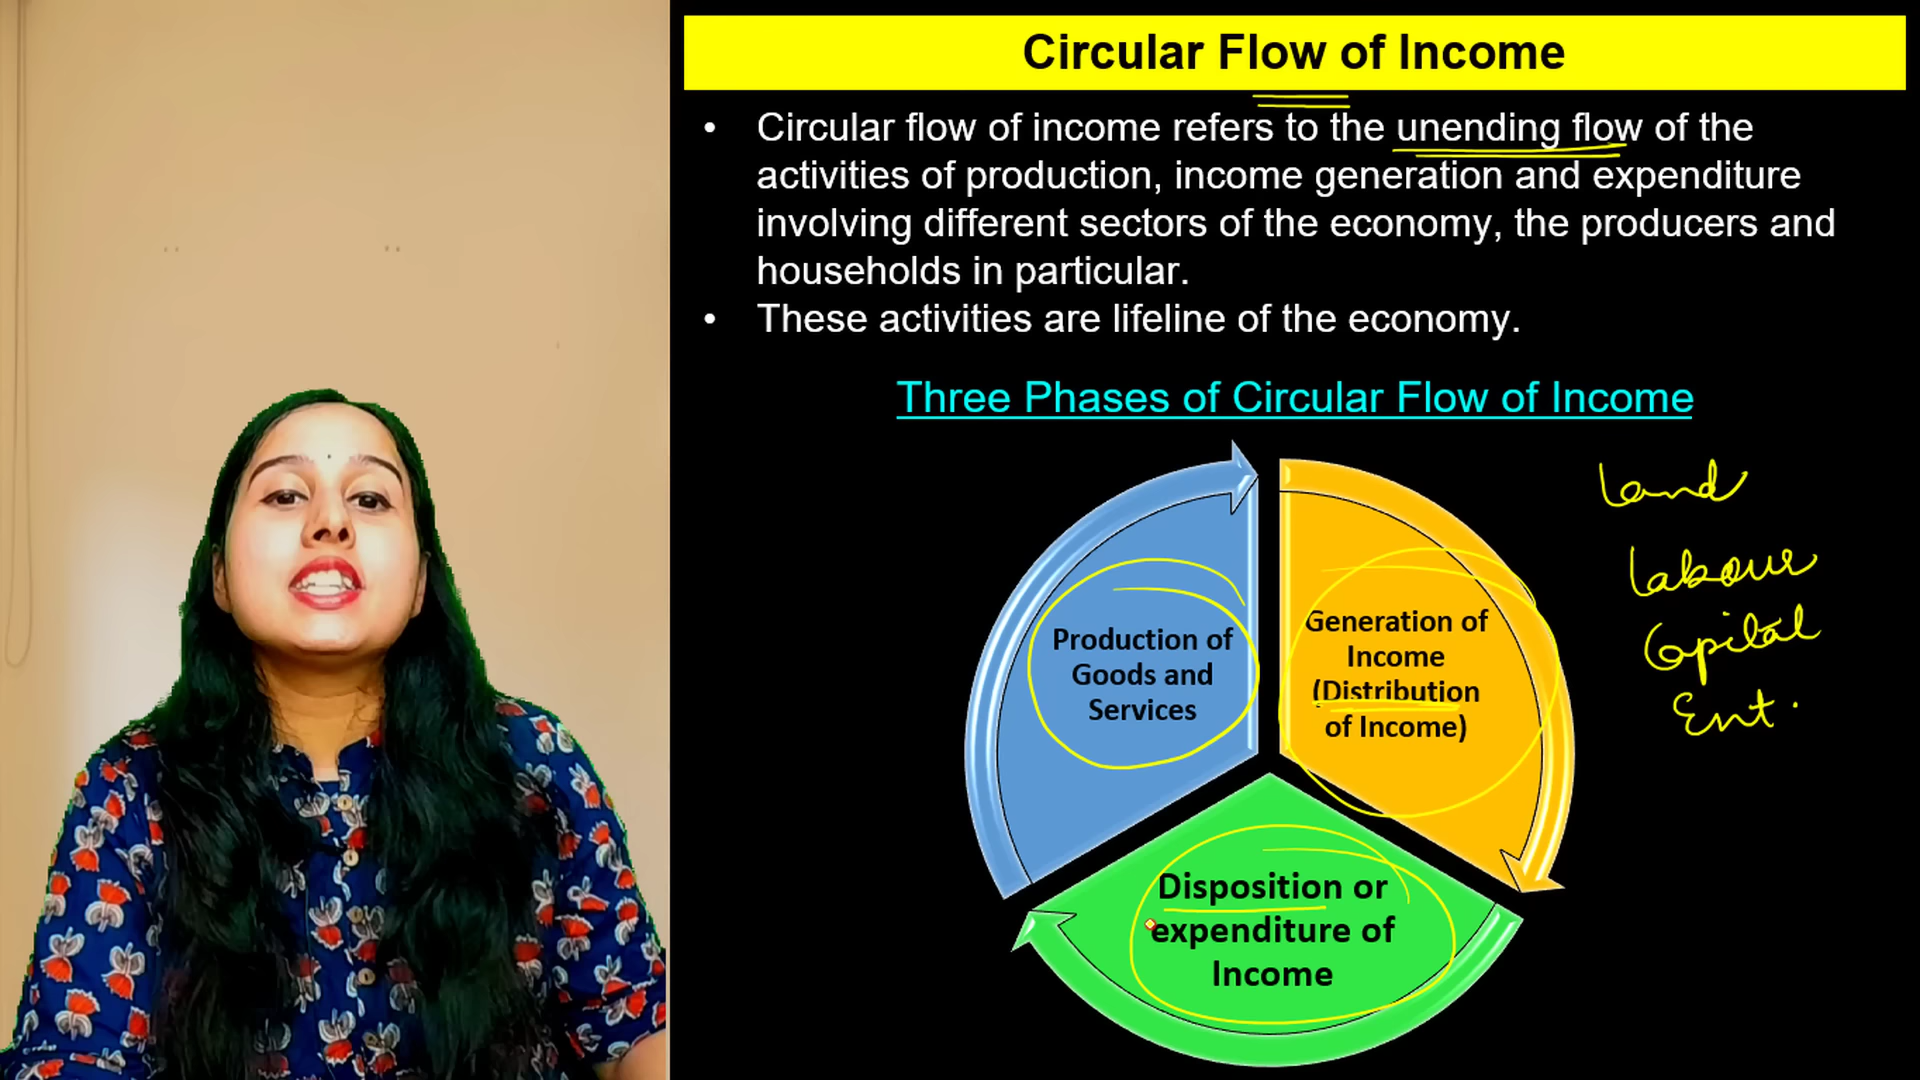 Circular Flow of Income
• Circular flow of income refers to the unending flow of the
activities of production, income generation and expenditure
involving different sectors of the economy, the producers and
households in particular.
• These activities are lifeline of the economy.
Three Phases of Circular Flow of Income
Production of
Goods and
Services
Generation of
Income
(Distribution
of Income)
Disposition or
expenditure of
Income
Land
Labour
Capital
Ent.